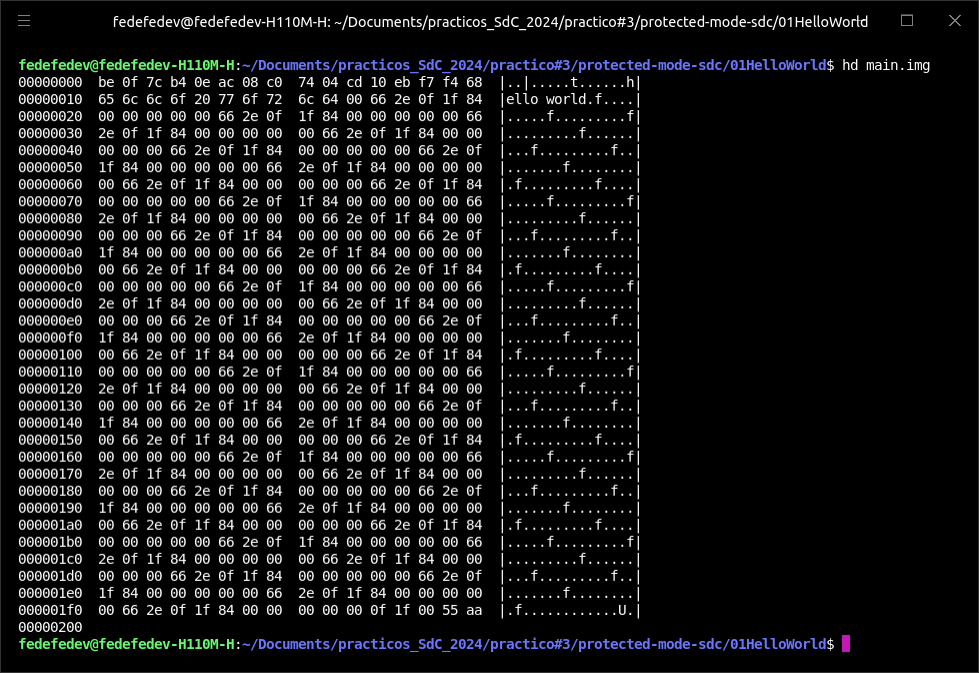 fedefedev@fedefedev-H110M-H: ~/Documents/practicos_SdC_2024/practico#3/protected-mode-sdc/01HelloWorld
fedefedev@fedefedev-H110M-H:~/Documents/practicos_SdC_2024/practico#3/protected-mode-sdc/01HelloWorld$ hd main.img
00000000  be 0f 7c b4 0e ac 08 c0  74 04 cd 10 eb f7 f4 68  |..|.....t......h|
00000010  65 6c 6c 6f 20 77 6f 72  6c 64 00 66 2e 0f 1f 84  |ello world.f....|
00000020  00 00 00 00 00 66 2e 0f  1f 84 00 00 00 00 00 66  |.....f.........f|
00000030  2e 0f 1f 84 00 00 00 00  00 66 2e 0f 1f 84 00 00  |.........f......|
00000040  00 00 00 66 2e 0f 1f 84  00 00 00 00 00 66 2e 0f  |...f.........f..|
00000050  1f 84 00 00 00 00 00 66  2e 0f 1f 84 00 00 00 00  |.......f........|
00000060  00 66 2e 0f 1f 84 00 00  00 00 00 66 2e 0f 1f 84  |.f.........f....|
00000070  00 00 00 00 00 66 2e 0f  1f 84 00 00 00 00 00 66  |.....f.........f|
00000080  2e 0f 1f 84 00 00 00 00  00 66 2e 0f 1f 84 00 00  |.........f......|
00000090  00 00 00 66 2e 0f 1f 84  00 00 00 00 00 66 2e 0f  |...f.........f..|
000000a0  1f 84 00 00 00 00 00 66  2e 0f 1f 84 00 00 00 00  |.......f........|
000000b0  00 66 2e 0f 1f 84 00 00  00 00 00 66 2e 0f 1f 84  |.f.........f....|
000000c0  00 00 00 00 00 66 2e 0f  1f 84 00 00 00 00 00 66  |.....f.........f|
000000d0  2e 0f 1f 84 00 00 00 00  00 66 2e 0f 1f 84 00 00  |.........f......|
000000e0  00 00 00 66 2e 0f 1f 84  00 00 00 00 00 66 2e 0f  |...f.........f..|
000000f0  1f 84 00 00 00 00 00 66  2e 0f 1f 84 00 00 00 00  |.......f........|
00000100  00 66 2e 0f 1f 84 00 00  00 00 00 66 2e 0f 1f 84  |.f.........f....|
00000110  00 00 00 00 00 66 2e 0f  1f 84 00 00 00 00 00 66  |.....f.........f|
00000120  2e 0f 1f 84 00 00 00 00  00 66 2e 0f 1f 84 00 00  |.........f......|
00000130  00 00 00 66 2e 0f 1f 84  00 00 00 00 00 66 2e 0f  |...f.........f..|
00000140  1f 84 00 00 00 00 00 66  2e 0f 1f 84 00 00 00 00  |.......f........|
00000150  00 66 2e 0f 1f 84 00 00  00 00 00 66 2e 0f 1f 84  |.f.........f....|
00000160  00 00 00 00 00 66 2e 0f  1f 84 00 00 00 00 00 66  |.....f.........f|
00000170  2e 0f 1f 84 00 00 00 00  00 66 2e 0f 1f 84 00 00  |.........f......|
00000180  00 00 00 66 2e 0f 1f 84  00 00 00 00 00 66 2e 0f  |...f.........f..|
00000190  1f 84 00 00 00 00 00 66  2e 0f 1f 84 00 00 00 00  |.......f........|
000001a0  00 66 2e 0f 1f 84 00 00  00 00 00 66 2e 0f 1f 84  |.f.........f....|
000001b0  00 00 00 00 00 66 2e 0f  1f 84 00 00 00 00 00 66  |.....f.........f|
000001c0  2e 0f 1f 84 00 00 00 00  00 66 2e 0f 1f 84 00 00  |.........f......|
000001d0  00 00 00 66 2e 0f 1f 84  00 00 00 00 00 66 2e 0f  |...f.........f..|
000001e0  1f 84 00 00 00 00 00 66  2e 0f 1f 84 00 00 00 00  |.......f........|
000001f0  00 66 2e 0f 1f 84 00 00  00 00 00 0f 1f 00 55 aa  |.f............U.|
00000200
fedefedev@fedefedev-H110M-H:~/Documents/practicos_SdC_2024/practico#3/protected-mode-sdc/01HelloWorld$